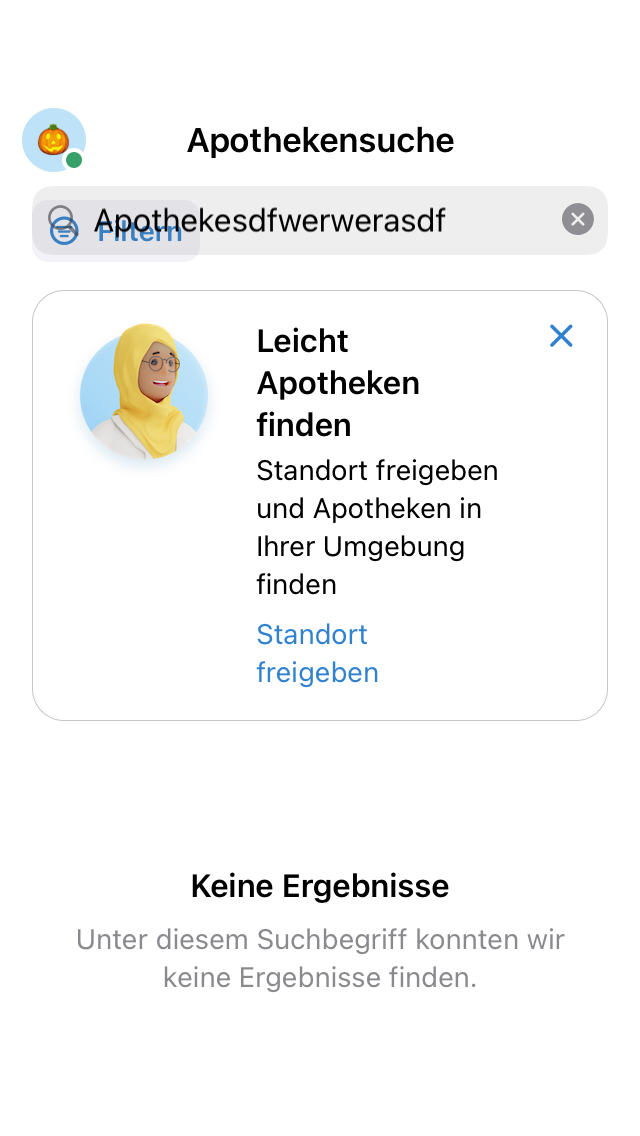 Apothekensuche
Apothekesdfwerwerasdf
Filtern
Leicht
Apotheken
finden
Standort freigeben
und Apotheken in
Ihrer Umgebung
finden
Standort
freigeben
Keine Ergebnisse
Unter diesem Suchbegriff konnten wir
keine Ergebnisse finden.